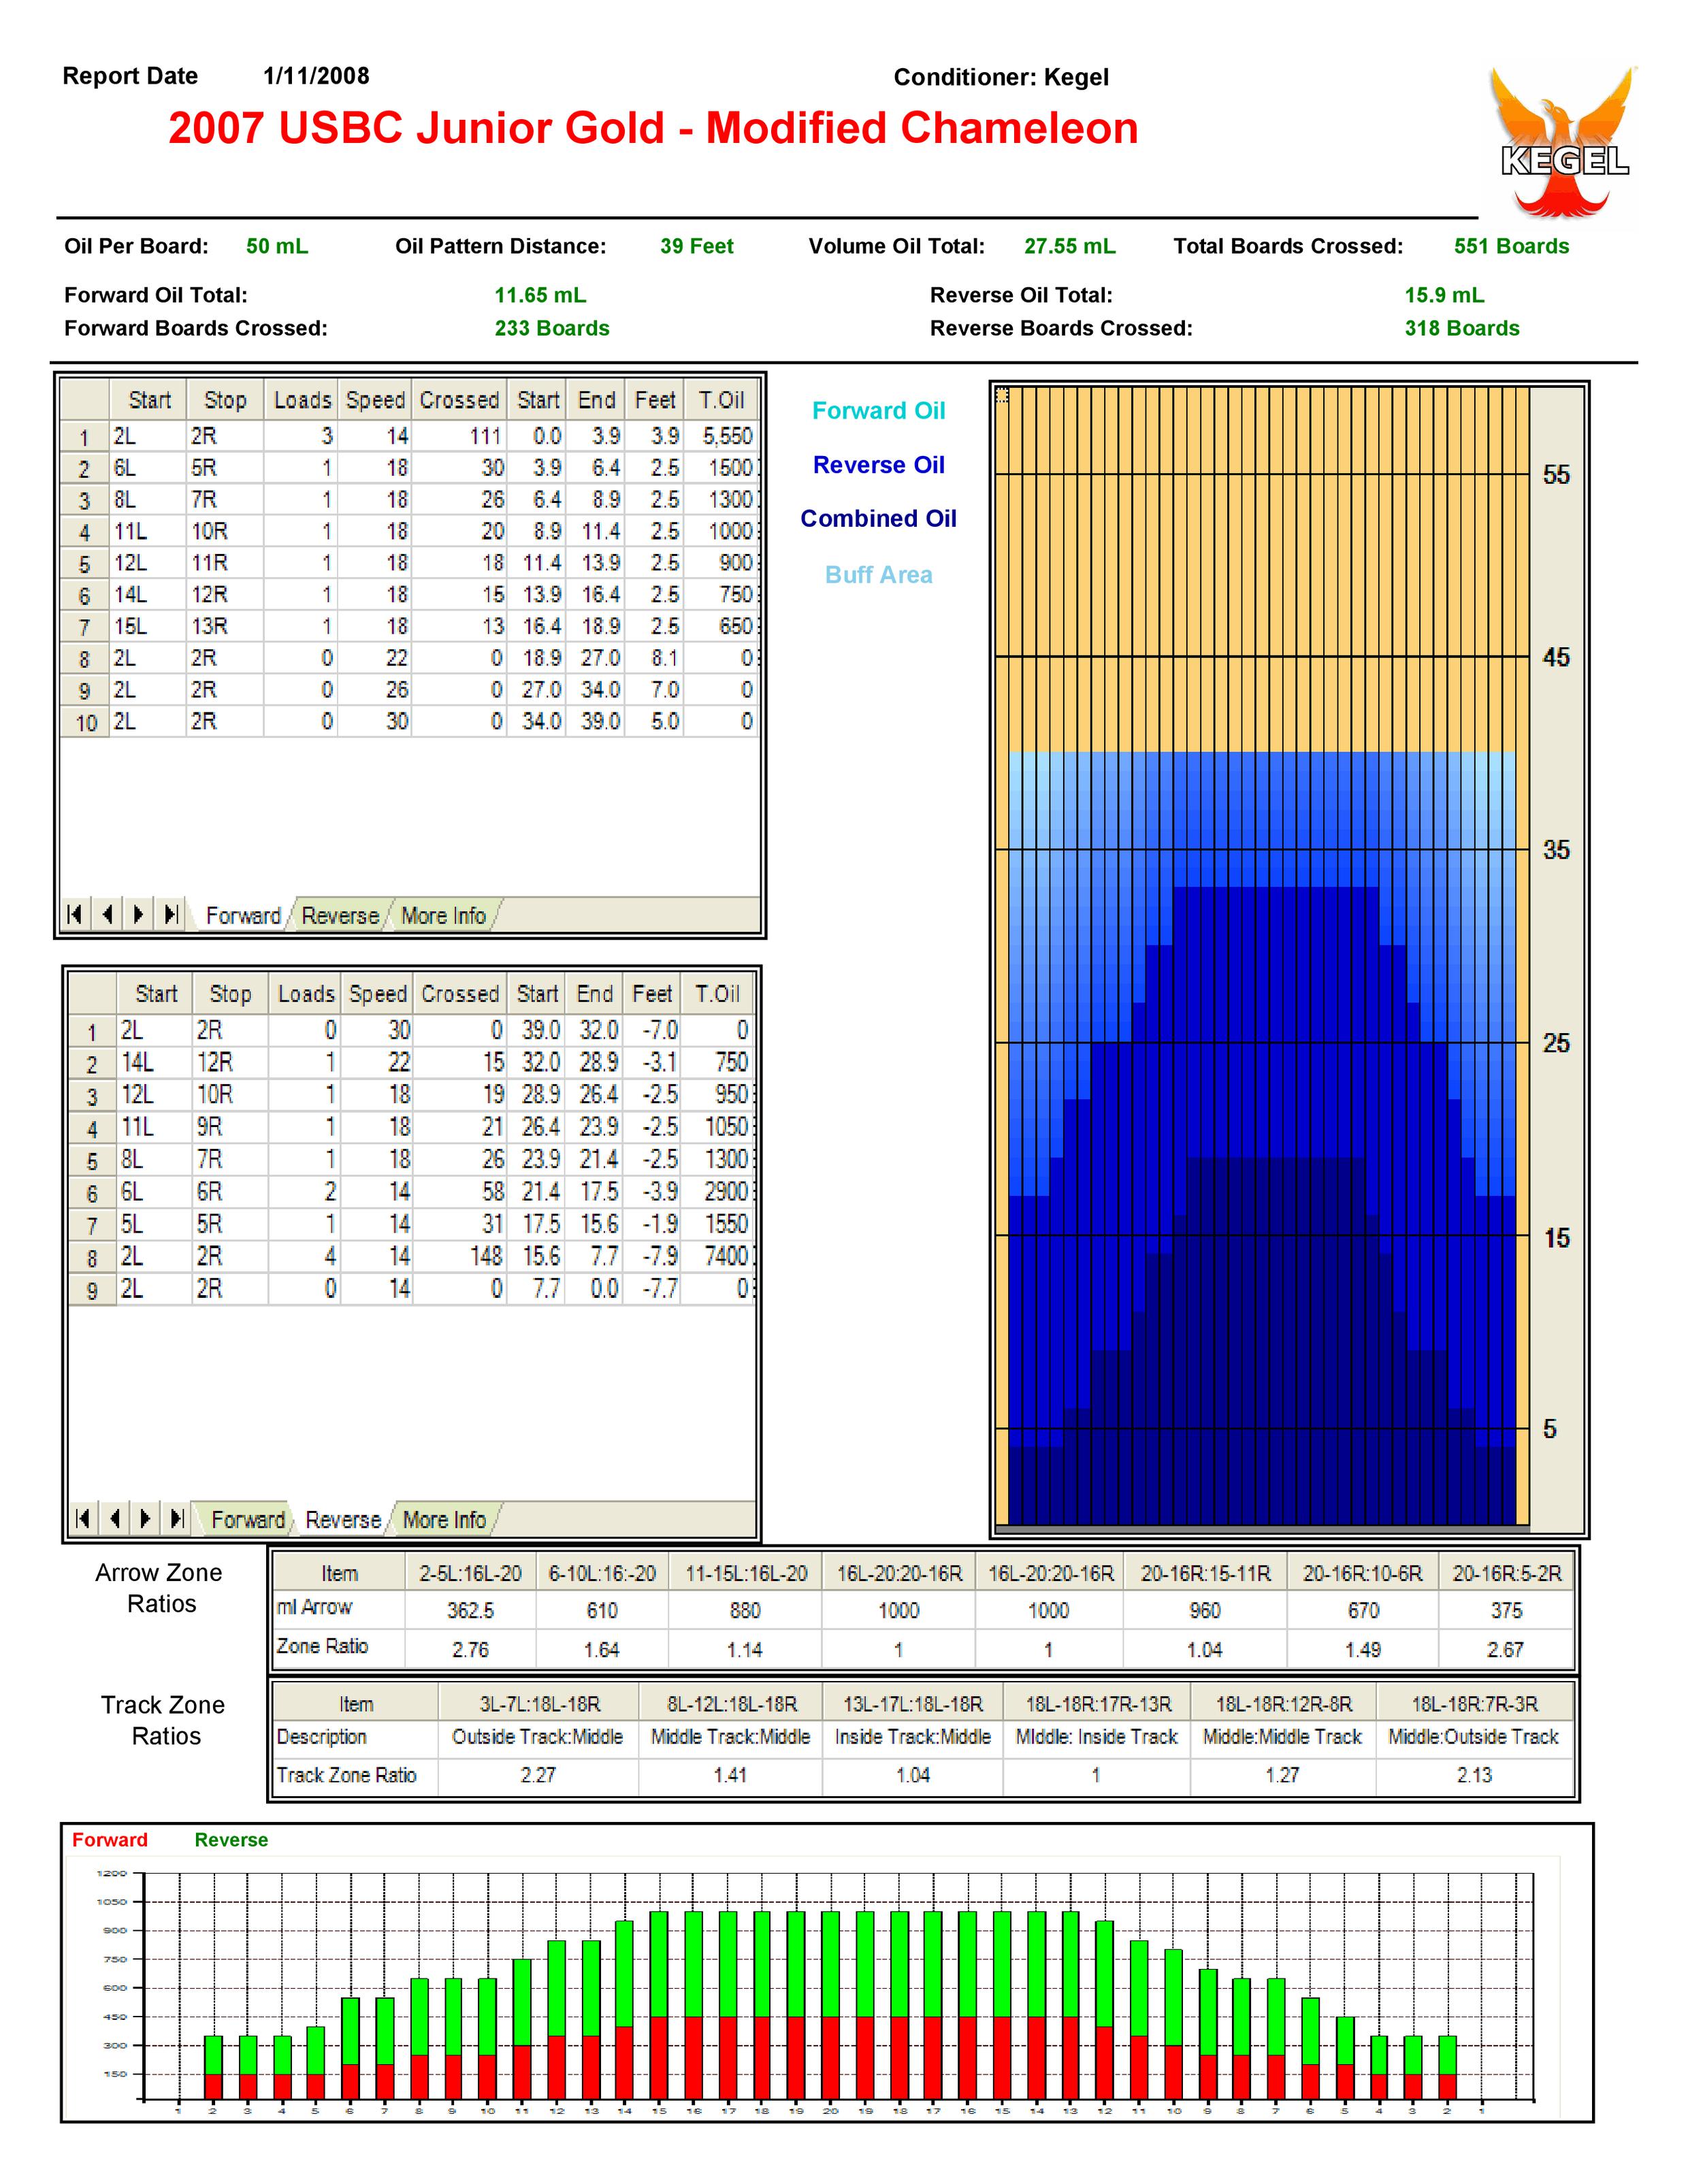 Report Date 1/11/2008 Conditioner: Kegel
2007 USBC Junior Gold - Modified Chameleon
KEGEL
Oil Per Board: 50 mL Oil Pattern Distance: 39 Feet Volume Oil Total: 27.55 mL Total Boards Crossed: 551 Boards
Forward Oil Total: 11.65 mL Reverse Oil Total: 15.9 mL
Forward Boards Crossed: 233 Boards Reverse Boards Crossed: 318 Boards
Start Stop Loads Speed Crossed Start End Feet T.Oil
1 2L 2R 3 14 111 0.0 3.9 3.9 5,550
2 6L 5R 1 18 30 3.9 6.4 2.5 1500
3 8L 7R 1 18 26 6.4 8.9 2.5 1300
4 11L 10R 1 18 20 8.9 11.4 2.5 1000
5 12L 11R 1 18 18 11.4 13.9 2.5 900
6 14L 12R 1 18 15 13.9 16.4 2.5 750
7 15L 13R 1 18 13 16.4 18.9 2.5 650
8 2L 2R 0 22 0 18.9 27.0 8.1 0
9 2L 2R 0 26 0 27.0 34.0 7.0 0
10 2L 2R 0 30 0 34.0 39.0 5.0 0
Forward Reverse More Info
Forward Oil
Reverse Oil
Combined Oil
Buff Area
55
45
35
25
15
5
Start Stop Loads Speed Crossed Start End Feet T.Oil
1 2L 2R 0 30 0 39.0 32.0 -7.0 0
2 14L 12R 1 22 15 32.0 28.9 -3.1 750
3 12L 10R 1 18 19 28.9 26.4 -2.5 950
4 11L 9R 1 18 21 26.4 23.9 -2.5 1050
5 8L 7R 1 18 26 23.9 21.4 -2.5 1300
6 6L 6R 2 14 58 21.4 17.5 -3.9 2900
7 5L 5R 1 14 31 17.5 15.6 -1.9 1550
8 2L 2R 4 14 148 15.6 7.7 -7.9 7400
9 2L 2R 0 14 0 7.7 0.0 -7.7 0
Forward Reverse More Info
Arrow Zone Ratios
Item 2-5L:16L-20 6-10L:16:-20 11-15L:16L-20 16L-20:20-16R 16L-20:20-16R 20-16R:15-11R 20-16R:10-6R 20-16R:5-2R
ml Arrow 362.5 610 880 1000 1000 960 670 375
Zone Ratio 2.76 1.64 1.14 1 1 1.04 1.49 2.67
Track Zone Ratios
Item 3L-7L:18L-18R 8L-12L:18L-18R 13L-17L:18L-18R 18L-18R:17R-13R 18L-18R:12R-8R 18L-18R:7R-3R
Description Outside Track:Middle Middle Track:Middle Inside Track:Middle MIddle: Inside Track Middle:Middle Track Middle:Outside Track
Track Zone Ratio 2.27 1.41 1.04 1 1.27 2.13
Forward Reverse
1200
1050
900
750
600
450
300
150
1 2 3 4 5 6 7 8 9 10 11 12 13 14 15 16 17 18 19 20 19 18 17 16 15 14 13 12 11 10 9 8 7 6 5 4 3 2 1